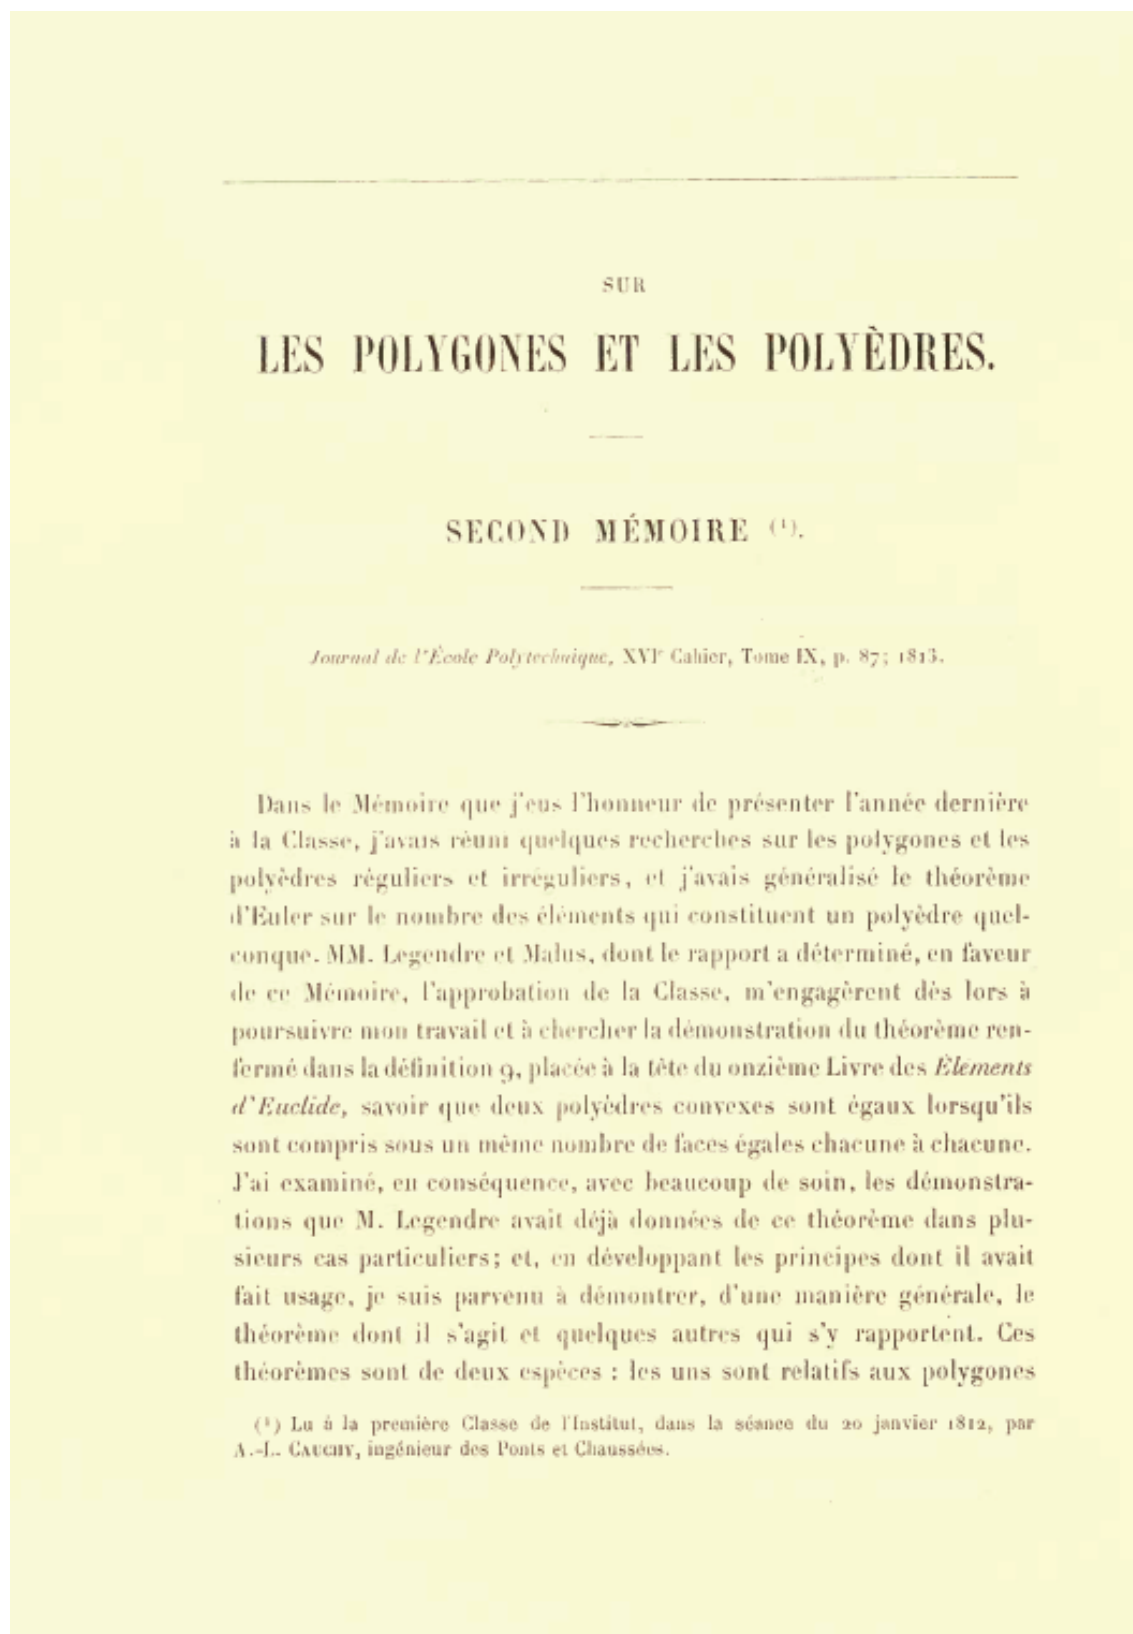 SUR
LES POLYGONES ET LES POLYÈDRES.
SECOND MÉMOIRE (¹).
Journal de l'École Polytechnique, XVIᵉ Cahier, Tome IX, p. 87; 1813.
Dans le Mémoire que j'eus l'honneur de présenter l'année dernière
à la Classe, j'avais réuni quelques recherches sur les polygones et les
polyèdres réguliers et irréguliers, et j'avais généralisé le théorème
d'Euler sur le nombre des éléments qui constituent un polyèdre quel-
conque. MM. Legendre et Malus, dont le rapport a déterminé, en faveur
de ce Mémoire, l'approbation de la Classe, m'engagèrent dès lors à
poursuivre mon travail et à chercher la démonstration du théorème ren-
fermé dans la définition 9, placée à la tête du onzième Livre des Éléments
d'Euclide, savoir que deux polyèdres convexes sont égaux lorsqu'ils
sont compris sous un même nombre de faces égales chacune à chacune.
J'ai examiné, en conséquence, avec beaucoup de soin, les démonstra-
tions que M. Legendre avait déjà données de ce théorème dans plu-
sieurs cas particuliers; et, en développant les principes dont il avait
fait usage, je suis parvenu à démontrer, d'une manière générale, le
théorème dont il s'agit et quelques autres qui s'y rapportent. Ces
théorèmes sont de deux espèces : les uns sont relatifs aux polygones
(¹) Lu à la première Classe de l'Institut, dans la séance du 20 janvier 1812, par
A.-L. CAUCHY, ingénieur des Ponts et Chaussées.